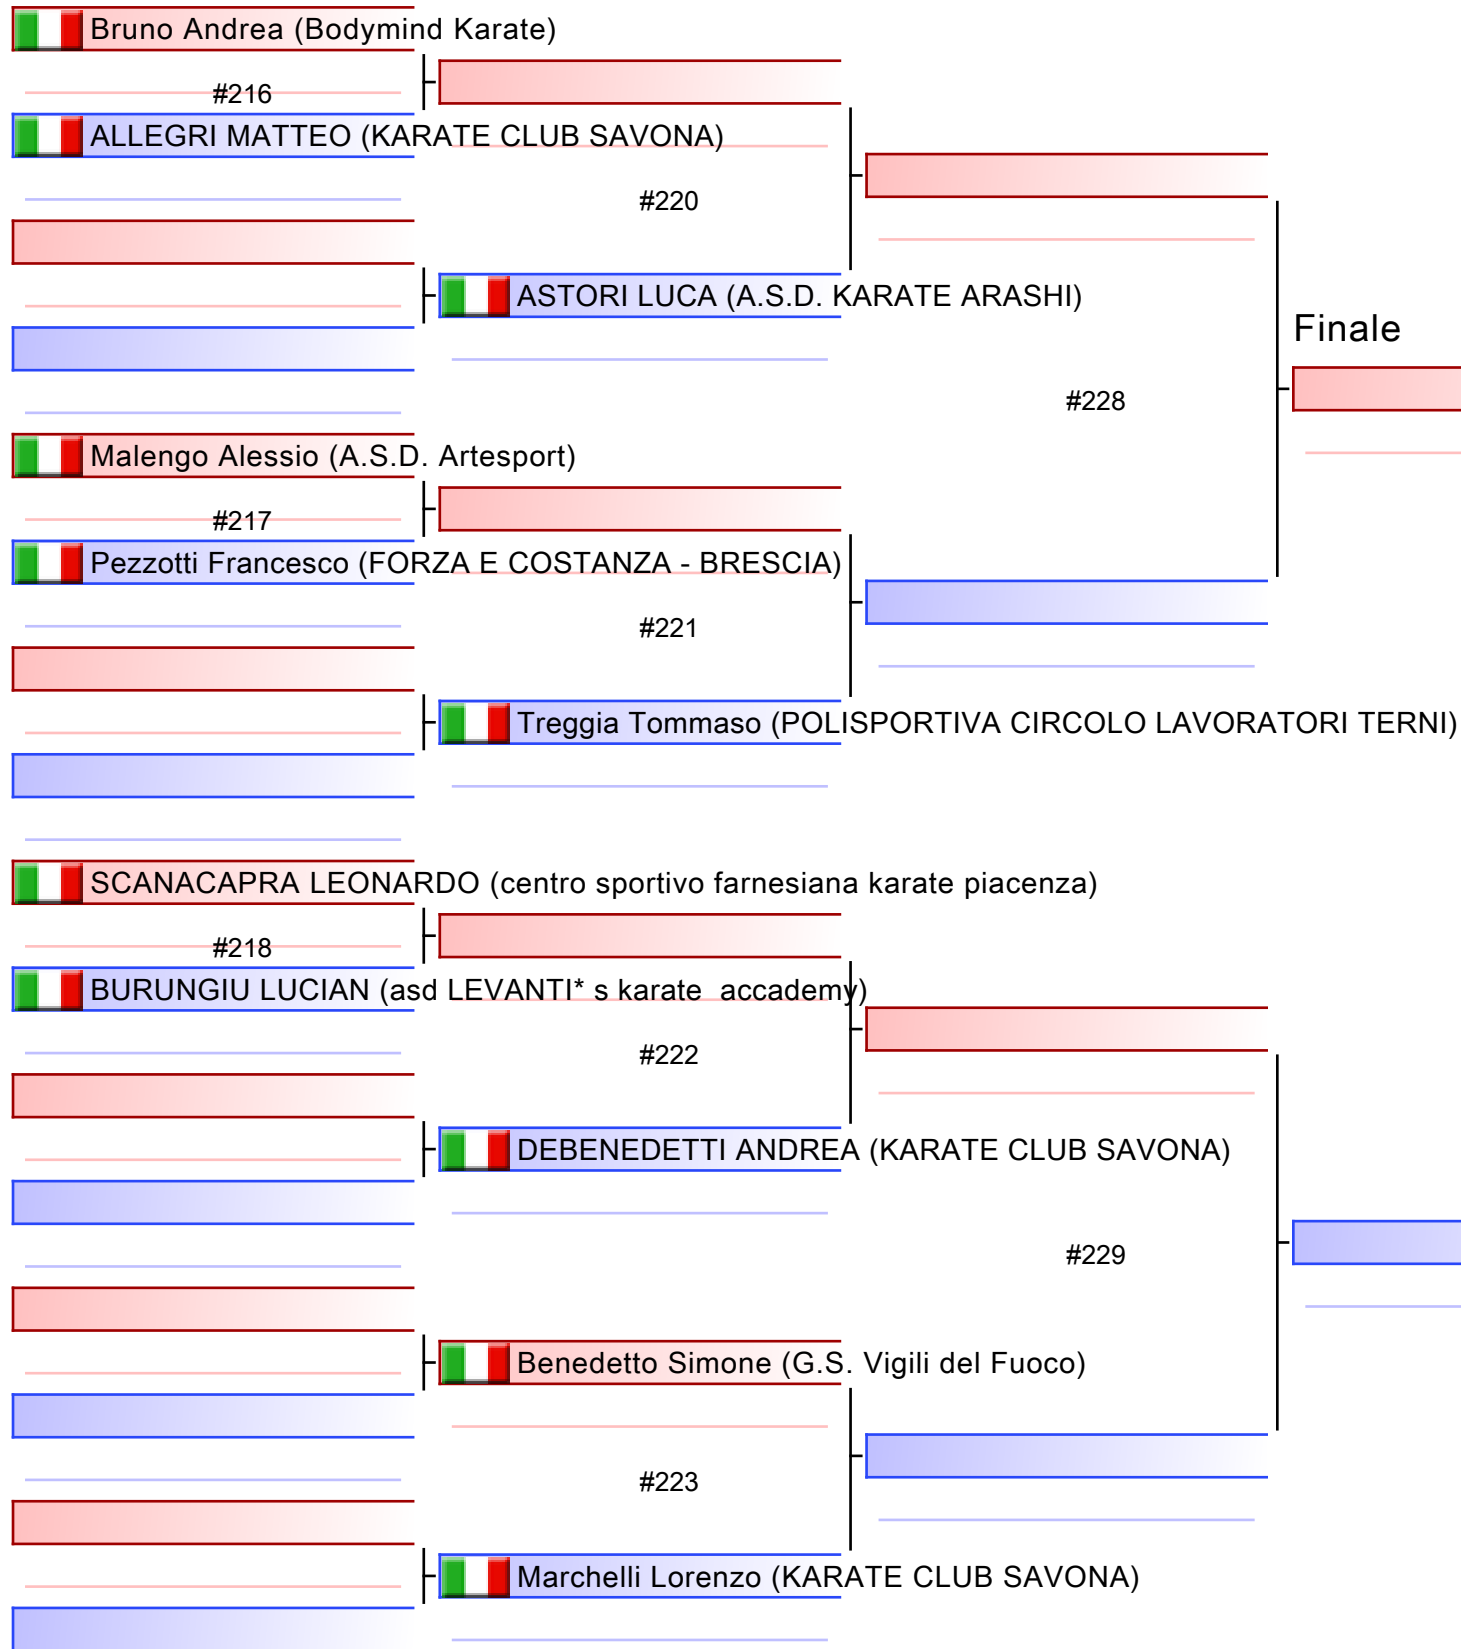 Bruno Andrea (Bodymind Karate)
#216
ALLEGRI MATTEO (KARATE CLUB SAVONA)
#220
ASTORI LUCA (A.S.D. KARATE ARASHI)
Finale
#228
Malengo Alessio (A.S.D. Artesport)
#217
Pezzotti Francesco (FORZA E COSTANZA - BRESCIA)
#221
Treggia Tommaso (POLISPORTIVA CIRCOLO LAVORATORI TERNI)
SCANACAPRA LEONARDO (centro sportivo farnesiana karate piacenza)
#218
BURUNGIU LUCIAN (asd LEVANTI* s karate  accademy)
#222
DEBENEDETTI ANDREA (KARATE CLUB SAVONA)
#229
Benedetto Simone (G.S. Vigili del Fuoco)
#223
Marchelli Lorenzo (KARATE CLUB SAVONA)